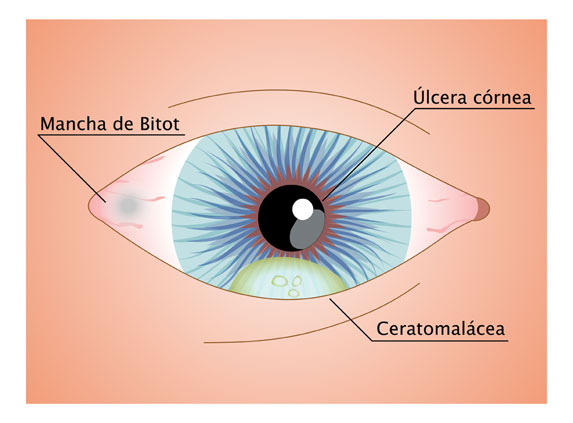 Úlcera córnea
Mancha de Bitot
Ceratomalácea